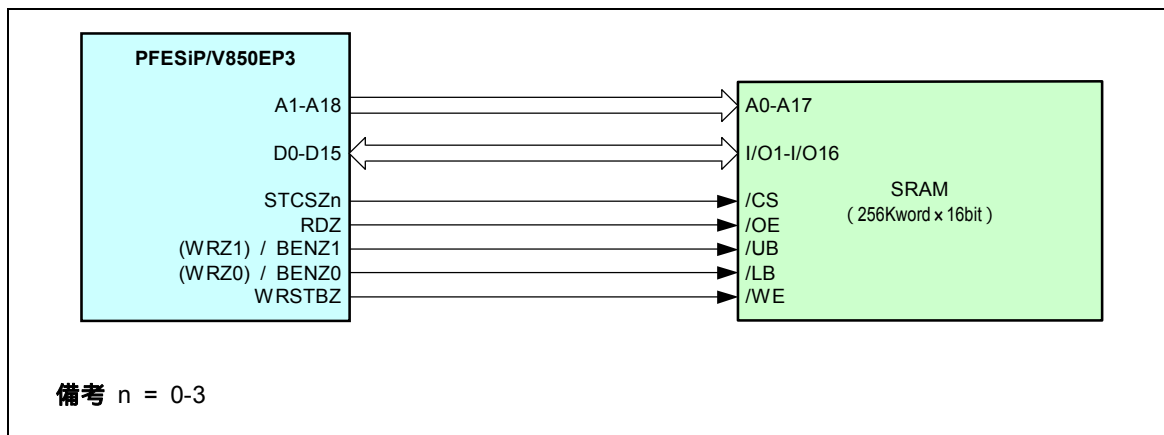 PFESiP/V850EP3
A1-A18
A0-A17
D0-D15
I/O1-I/O16
SRAM
( 256Kword x 16bit )
STCSZn
/CS
RDZ
/OE
(WRZ1) / BENZ1
/UB
(WRZ0) / BENZ0
/LB
WRSTBZ
/WE
備考 n = 0-3